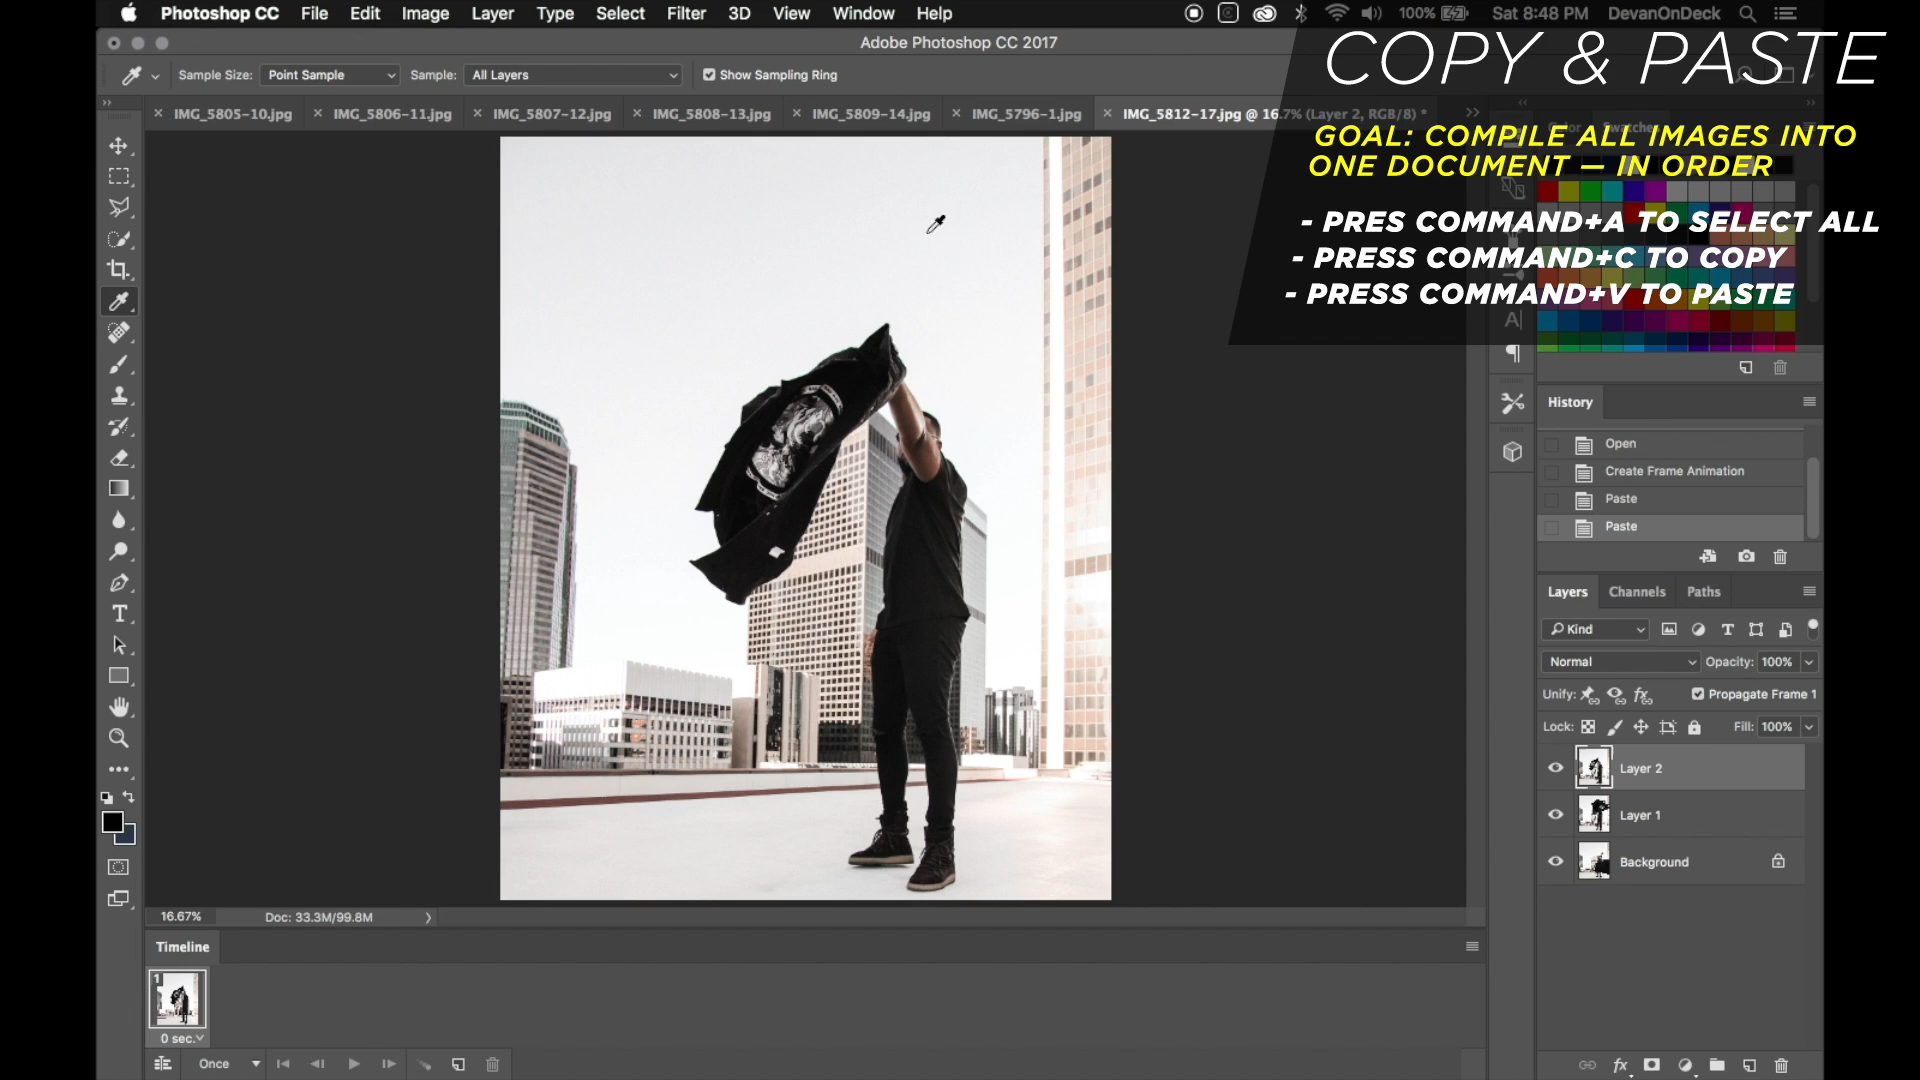 Photoshop CC File Edit Image Layer Type Select Filter 3D View Window Help 100% Sat 8:48 PM DevanOnDeck
Adobe Photoshop CC 2017
COPY & PASTE
Sample Size: Point Sample Sample: All Layers Show Sampling Ring
IMG_5805-10.jpg IMG_5806-11.jpg IMG_5807-12.jpg IMG_5808-13.jpg IMG_5809-14.jpg IMG_5796-1.jpg IMG_5812-17.jpg @ 16.7% (Layer 2, RGB/8) *
Color Swatches
GOAL: COMPILE ALL IMAGES INTO
ONE DOCUMENT — IN ORDER
- PRES COMMAND+A TO SELECT ALL
- PRESS COMMAND+C TO COPY
- PRESS COMMAND+V TO PASTE
History
Open
Create Frame Animation
Paste
Paste
Layers Channels Paths
Kind
Normal Opacity: 100%
Unify: Propagate Frame 1
Lock: Fill: 100%
Layer 2
Layer 1
Background
16.67% Doc: 33.3M/99.8M
Timeline
1
0 sec.
Once